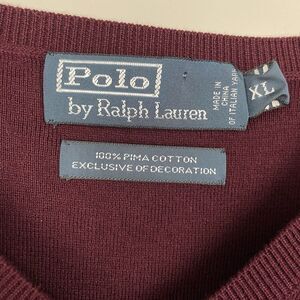 Polo
by Ralph Lauren
MADE IN
CHINA
OF ITALIAN YARN
XL
100% PIMA COTTON
EXCLUSIVE OF DECORATION